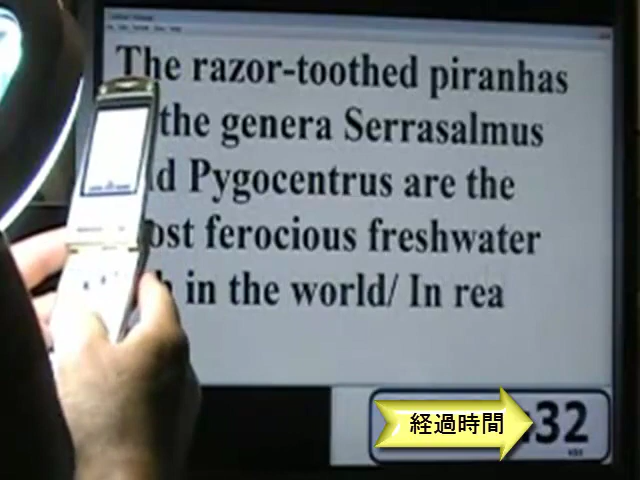 The razor-toothed piranhas
the genera Serrasalmus
Pygocentrus are the
ferocious freshwater
in the world/ In rea
経過時間
32